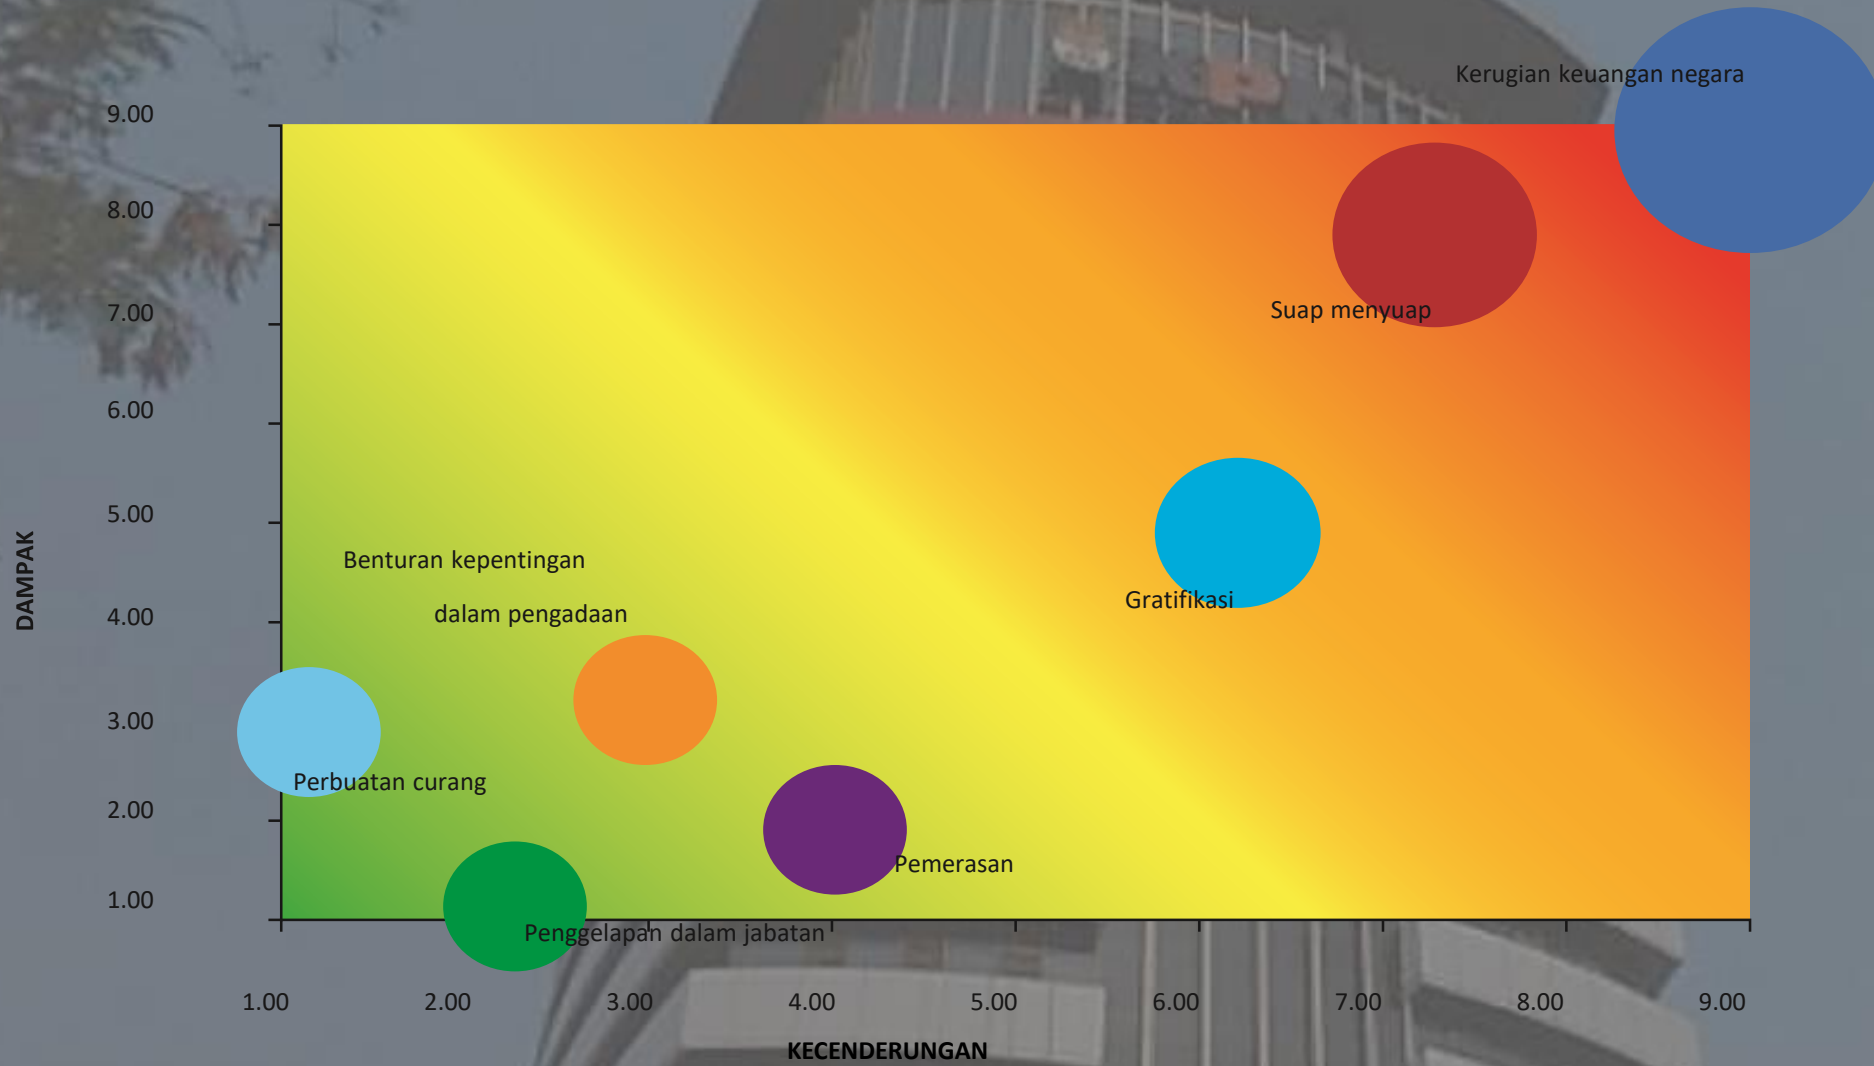 Kerugian keuangan negara
9.00
8.00
7.00
Suap menyuap
6.00
5.00
Benturan kepentingan
dalam pengadaan
Gratifikasi
4.00
3.00
Perbuatan curang
2.00
Pemerasan
1.00
Penggelapan dalam jabatan
DAMPAK
1.00 2.00 3.00 4.00 5.00 6.00 7.00 8.00 9.00
KECENDERUNGAN